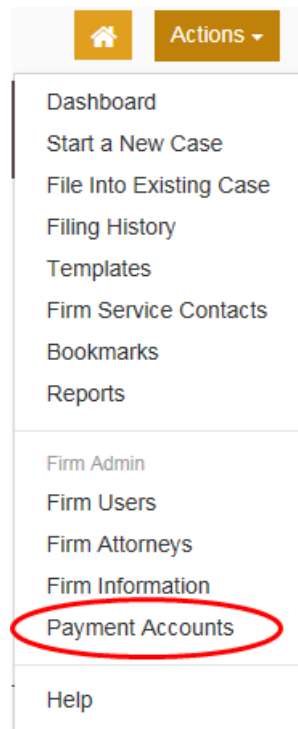 Actions
Dashboard
Start a New Case
File Into Existing Case
Filing History
Templates
Firm Service Contacts
Bookmarks
Reports
Firm Admin
Firm Users
Firm Attorneys
Firm Information
Payment Accounts
Help